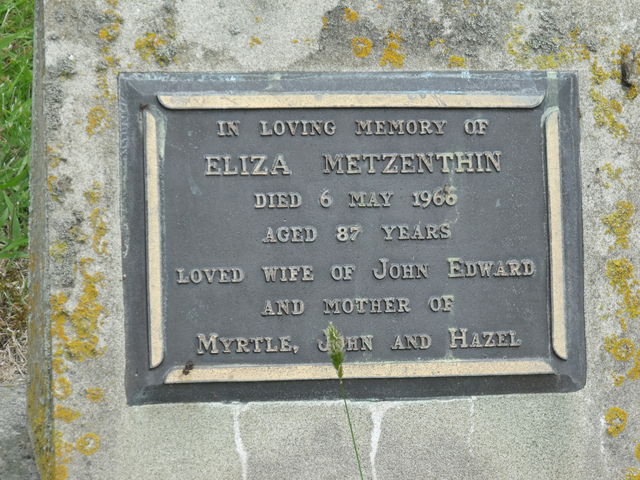 IN LOVING MEMORY OF
ELIZA METZENTHIN
DIED 6 MAY 1966
AGED 87 YEARS
LOVED WIFE OF JOHN EDWARD
AND MOTHER OF
MYRTLE, JOHN AND HAZEL